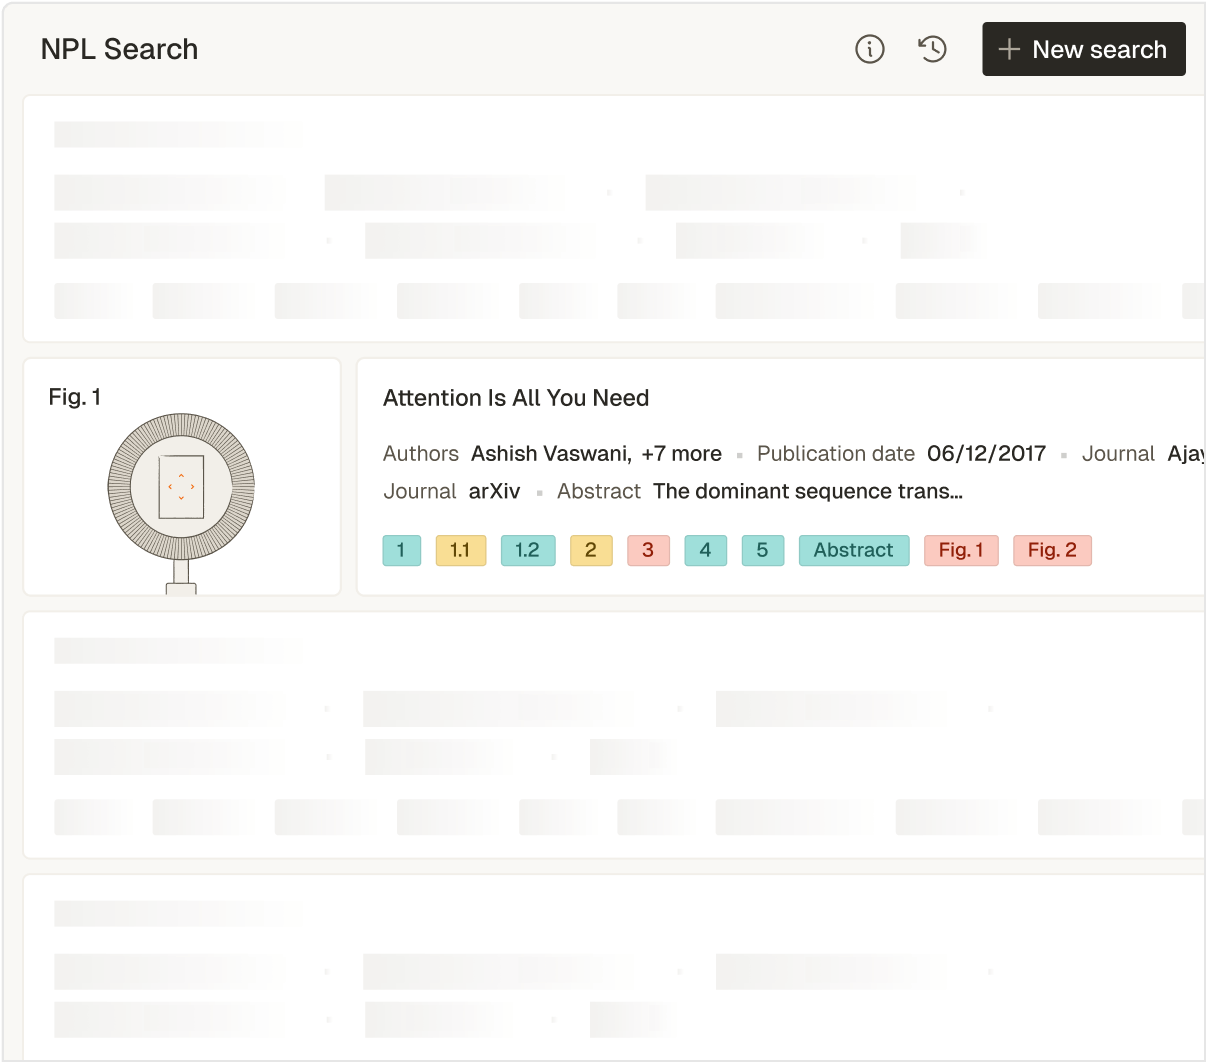 NPL Search
New search
Fig. 1
Attention Is All You Need
Authors Ashish Vaswani, +7 more Publication date 06/12/2017 Journal
Journal arXiv Abstract The dominant sequence trans...
1 1.1 1.2 2 3 4 5 Abstract Fig. 1 Fig. 2